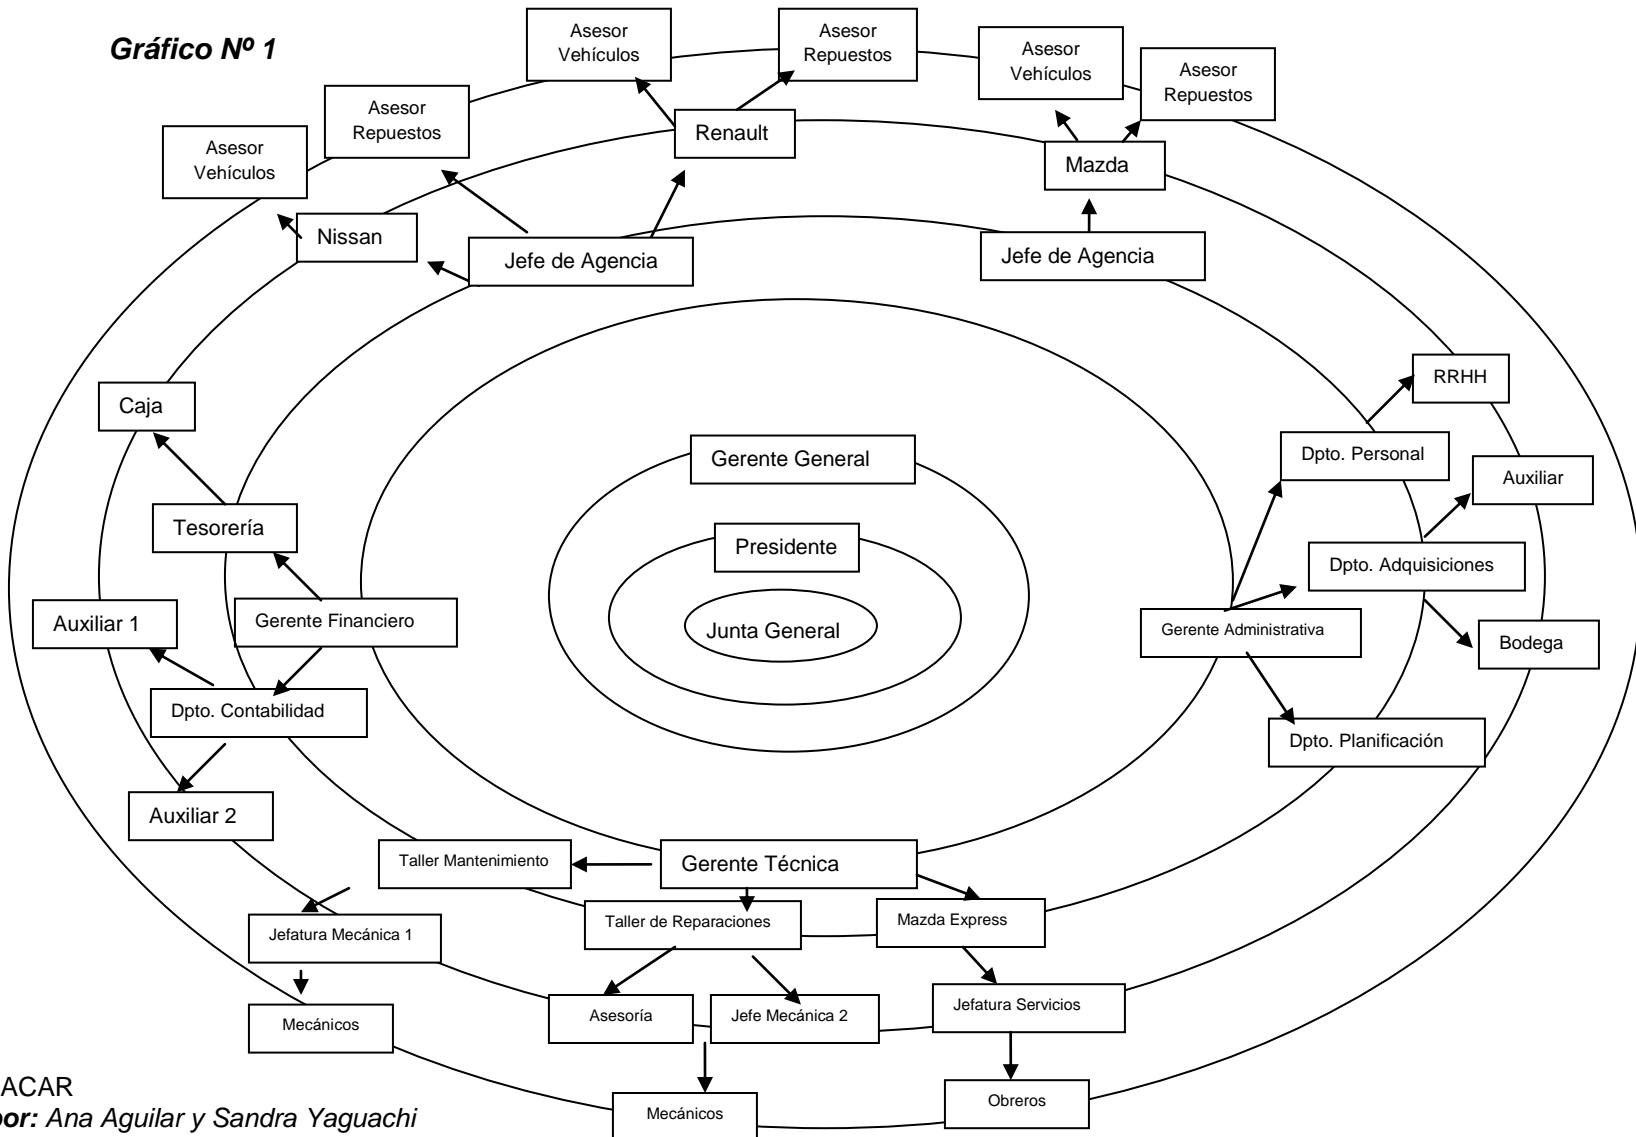 Gráfico Nº 1
Asesor
Vehículos
Asesor
Repuestos
Asesor
Vehículos
Asesor
Repuestos
Asesor
Repuestos
Asesor
Vehículos
Renault
Mazda
Nissan
Jefe de Agencia
Jefe de Agencia
Caja
RRHH
Gerente General
Dpto. Personal
Auxiliar
Tesorería
Presidente
Dpto. Adquisiciones
Auxiliar 1
Gerente Financiero
Junta General
Gerente Administrativa
Bodega
Dpto. Contabilidad
Dpto. Planificación
Auxiliar 2
Taller Mantenimiento
Gerente Técnica
Jefatura Mecánica 1
Taller de Reparaciones
Mazda Express
Mecánicos
Asesoría
Jefe Mecánica 2
Jefatura Servicios
ACAR
por: Ana Aguilar y Sandra Yaguachi
Mecánicos
Obreros